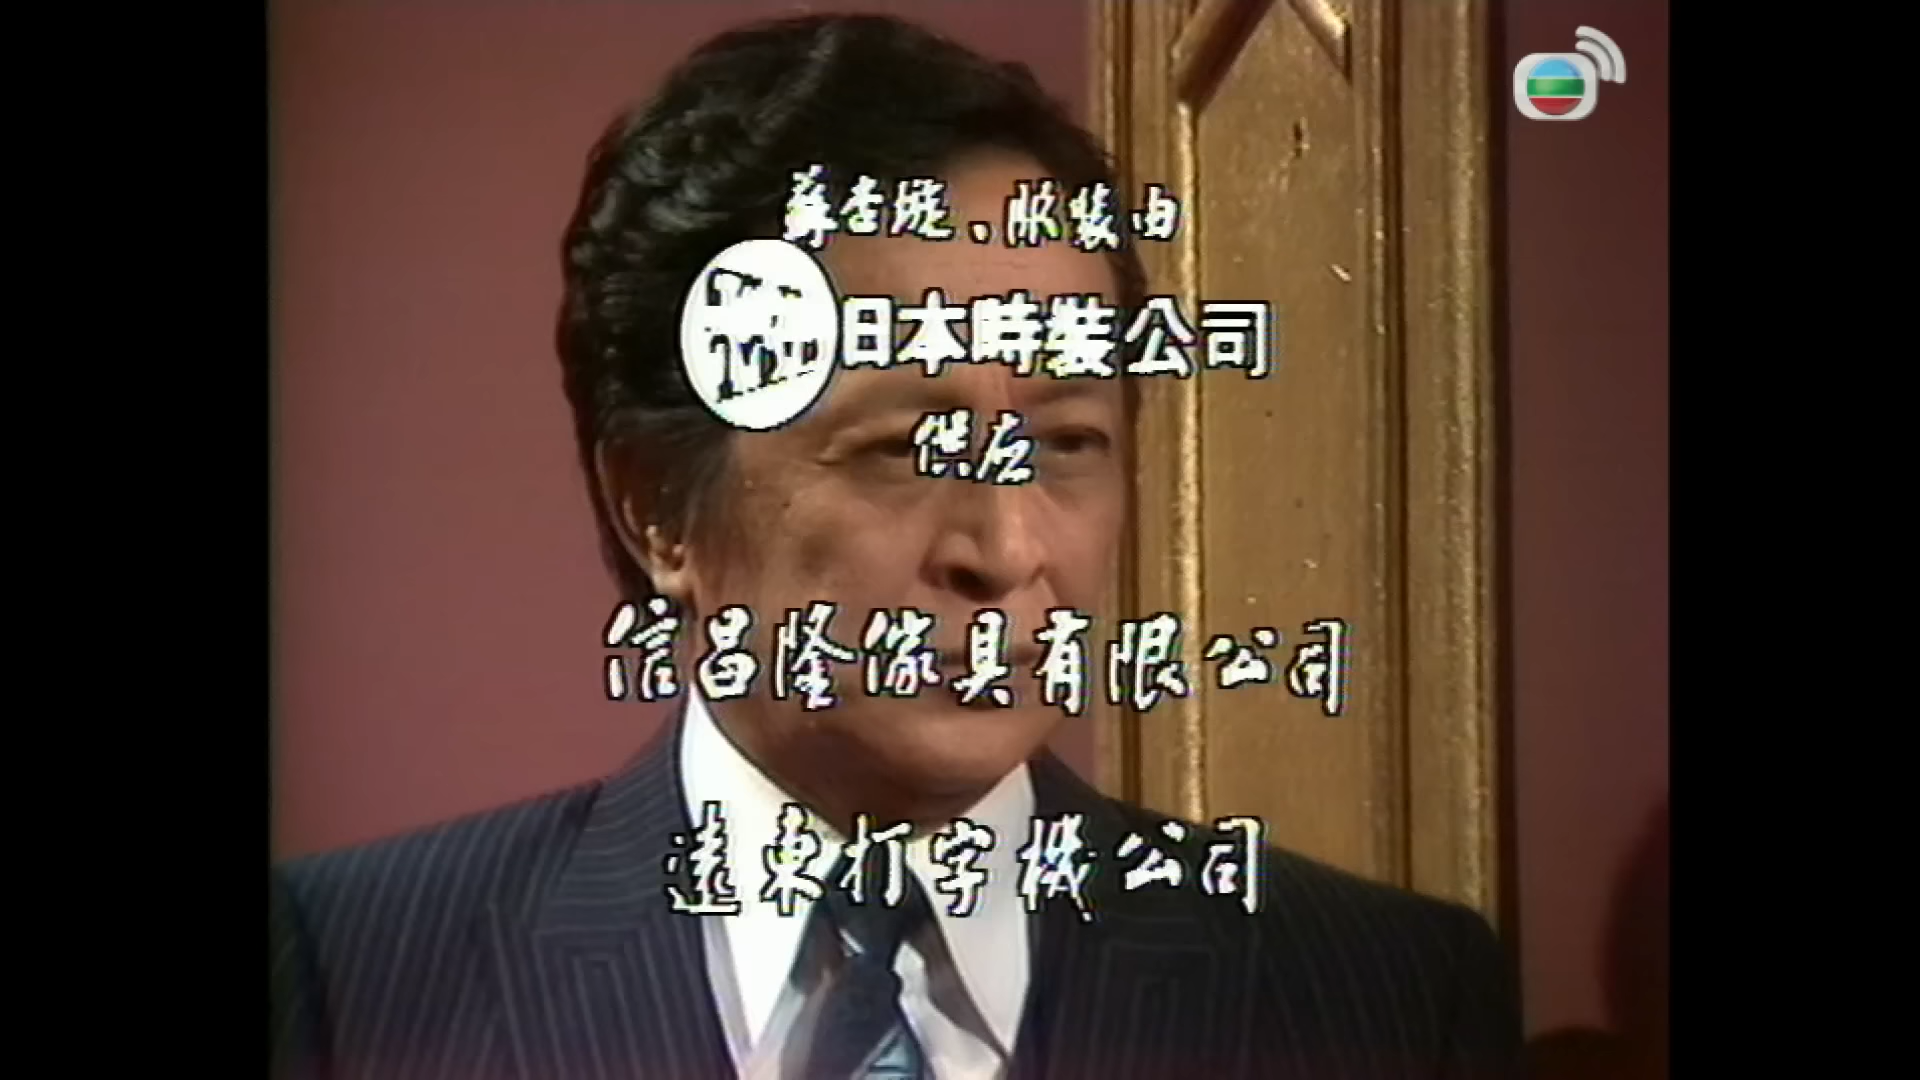 蘇杏璇、服裝由
日本時裝公司
供应
信昌隆傢具有限公司
遠東打字機公司